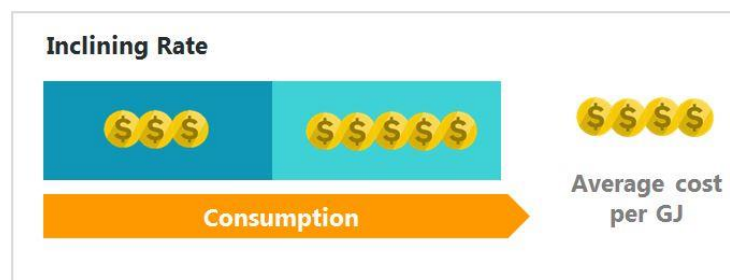 Inclining Rate
$ $ $
$ $ $ $ $
$ $ $ $
Average cost
per GJ
Consumption